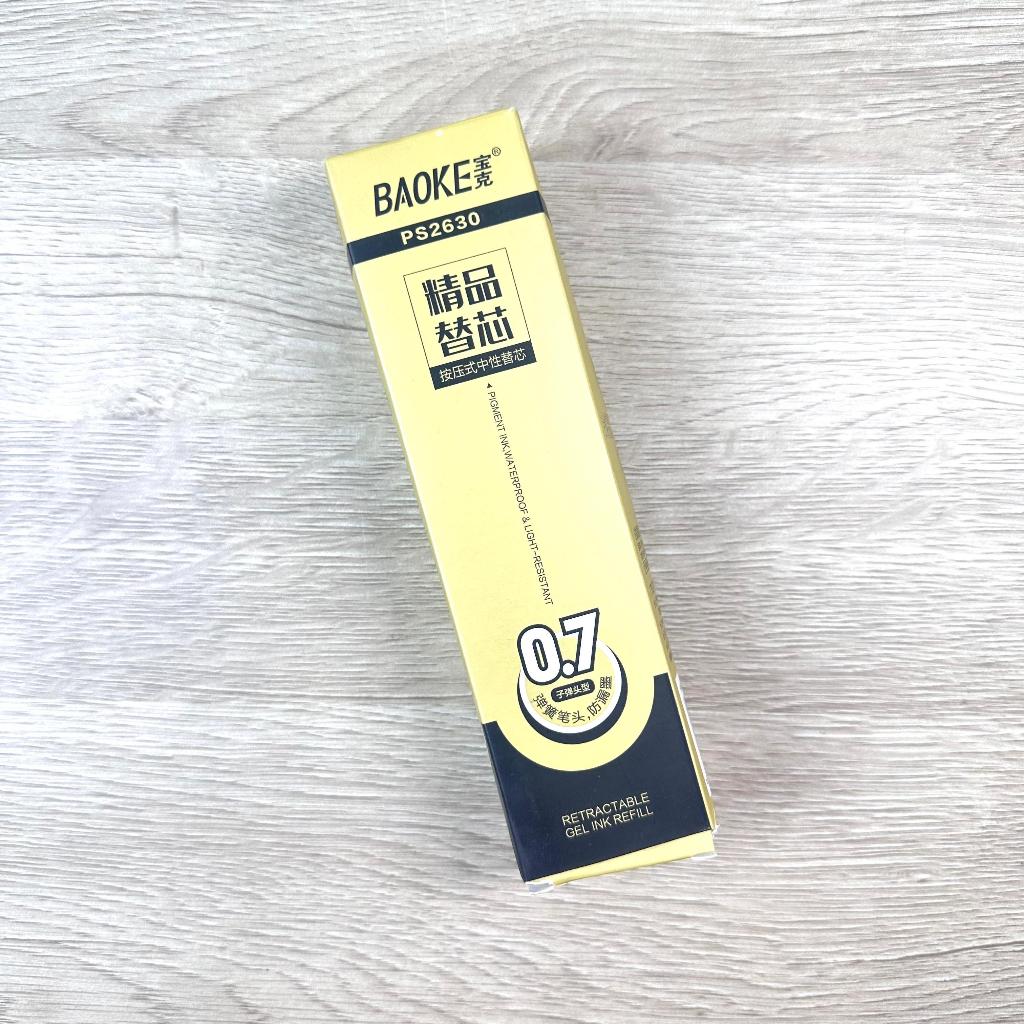 BAOKE宝克®
PS2630
精品
替芯
按压式中性替芯
PIGMENT INK,WATERPROOF & LIGHT-RESISTANT
0.7
子弹头型
弹簧笔头,防漏墨
RETRACTABLE
GEL INK REFILL